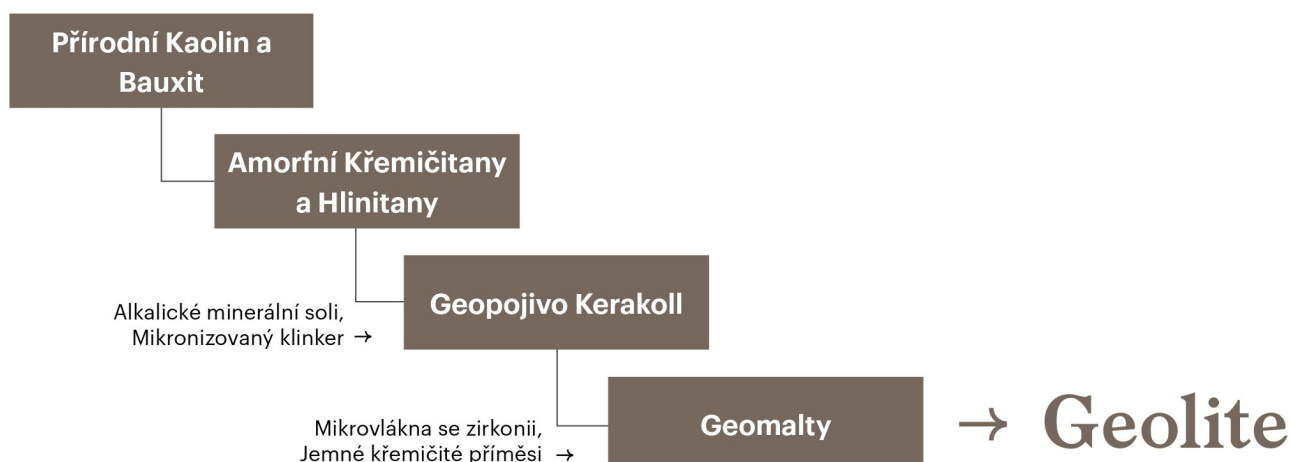 Přírodní Kaolin a
Bauxit
Amorfní Křemičitany
a Hlinitany
Alkalické minerální soli,
Mikronizovaný klinker →
Geopojivo Kerakoll
Mikrovlákna se zirkonii,
Jemné křemičité příměsi →
Geomalty
→ Geolite